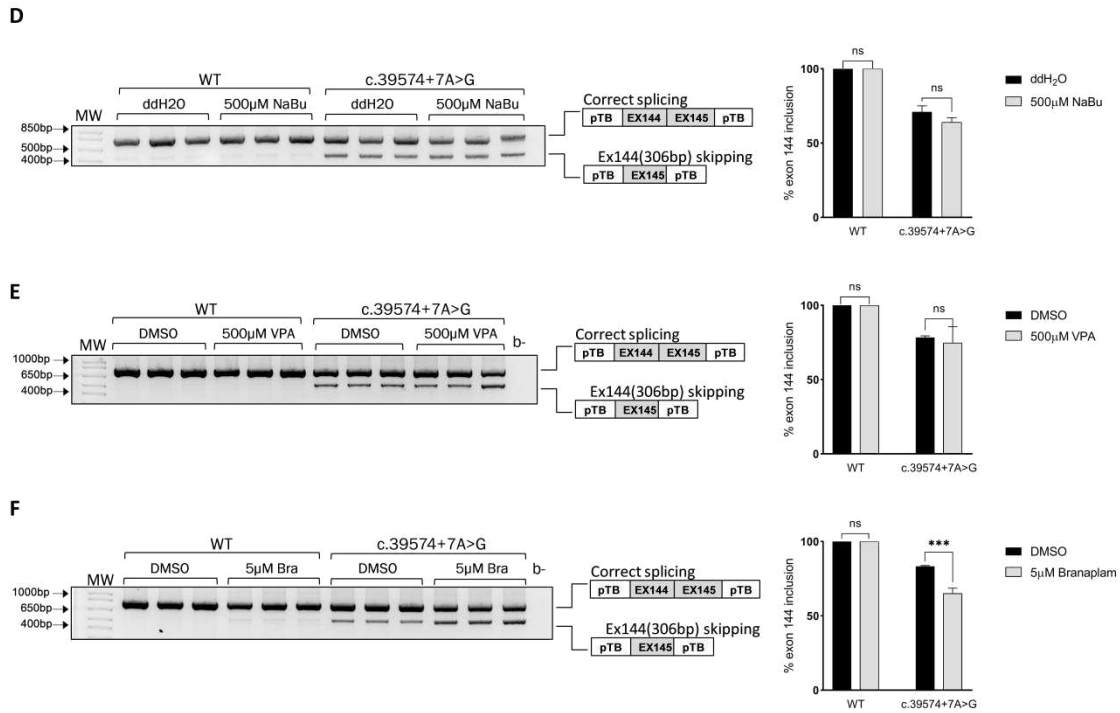 D
WT
c.39574+7A>G
ddH2O
500µM NaBu
ddH2O
500µM NaBu
MW
850bp
500bp
400bp
Correct splicing
pTB EX144 EX145 pTB
Ex144(306bp) skipping
pTB EX145 pTB
% exon 144 inclusion
100
50
0
ns
ns
WT
c.39574+7A>G
ddH₂O
500µM NaBu
E
WT
c.39574+7A>G
DMSO
500µM VPA
DMSO
500µM VPA
b-
MW
1000bp
650bp
400bp
Correct splicing
pTB EX144 EX145 pTB
Ex144(306bp) skipping
pTB EX145 pTB
% exon 144 inclusion
100
50
0
ns
ns
WT
c.39574+7A>G
DMSO
500µM VPA
F
WT
c.39574+7A>G
DMSO
5µM Bra
DMSO
5µM Bra
b-
MW
1000bp
650bp
400bp
Correct splicing
pTB EX144 EX145 pTB
Ex144(306bp) skipping
pTB EX145 pTB
% exon 144 inclusion
100
50
0
ns
***
WT
c.39574+7A>G
DMSO
5µM Branaplam